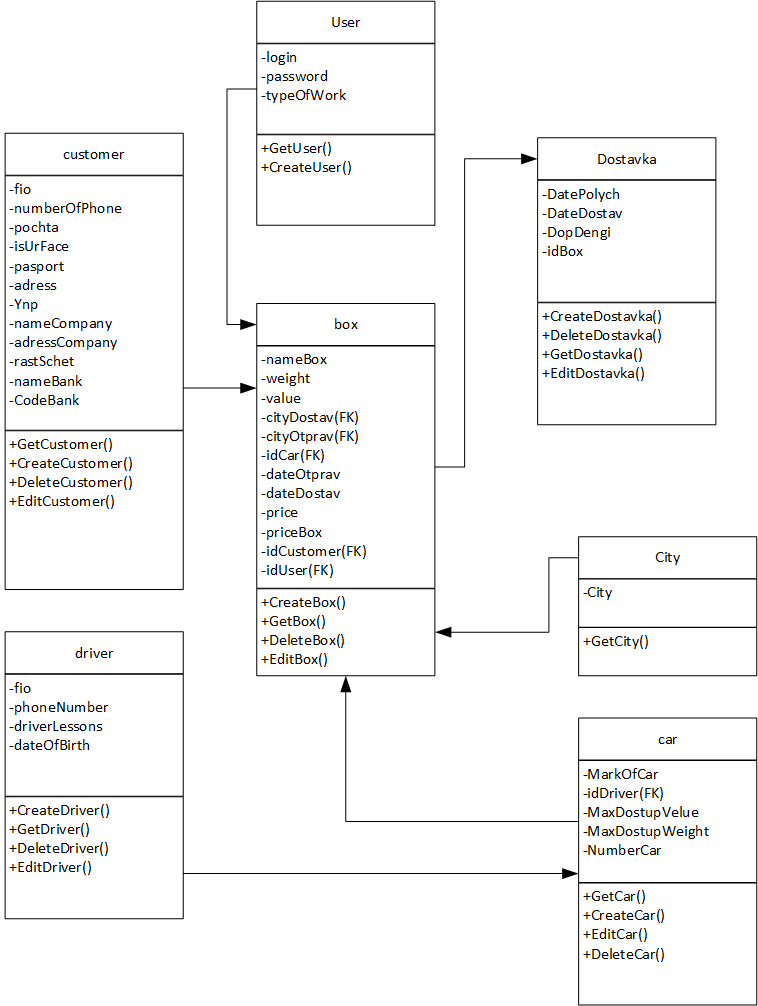 User
-login
-password
-typeOfWork
+GetUser()
+CreateUser()
customer
-fio
-numberOfPhone
-pochta
-isUrFace
-pasport
-adress
-Ynp
-nameCompany
-adressCompany
-rastSchet
-nameBank
-CodeBank
+GetCustomer()
+CreateCustomer()
+DeleteCustomer()
+EditCustomer()
Dostavka
-DatePolych
-DateDostav
-DopDengi
-idBox
+CreateDostavka()
+DeleteDostavka()
+GetDostavka()
+EditDostavka()
box
-nameBox
-weight
-value
-cityDostav(FK)
-cityOtprav(FK)
-idCar(FK)
-dateOtprav
-dateDostav
-price
-priceBox
-idCustomer(FK)
-idUser(FK)
+CreateBox()
+GetBox()
+DeleteBox()
+EditBox()
City
-City
+GetCity()
driver
-fio
-phoneNumber
-driverLessons
-dateOfBirth
+CreateDriver()
+GetDriver()
+DeleteDriver()
+EditDriver()
car
-MarkOfCar
-idDriver(FK)
-MaxDostupVelue
-MaxDostupWeight
-NumberCar
+GetCar()
+CreateCar()
+EditCar()
+DeleteCar()